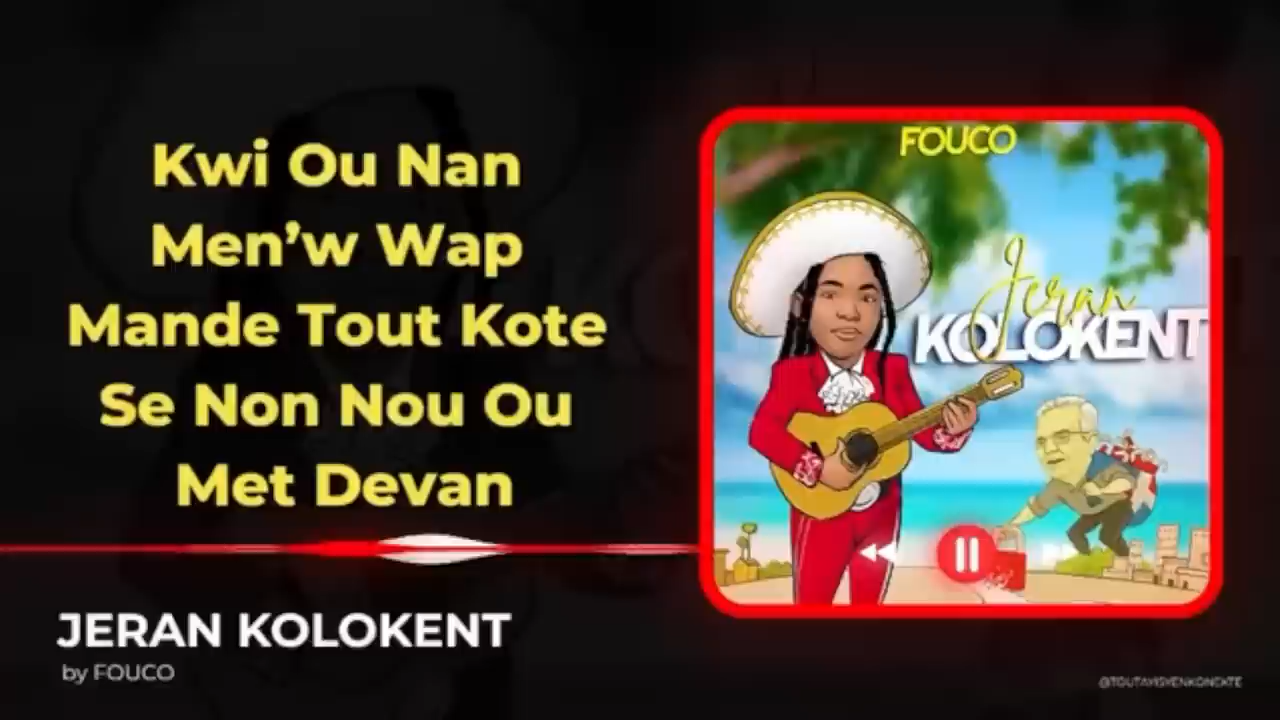 Kwi Ou Nan
Men’w Wap
Mande Tout Kote
Se Non Nou Ou
Met Devan
JERAN KOLOKENT
by FOUCO
FOUCO
Jeran
KOLOKENT
@TOUTAYISYENKONEKTE